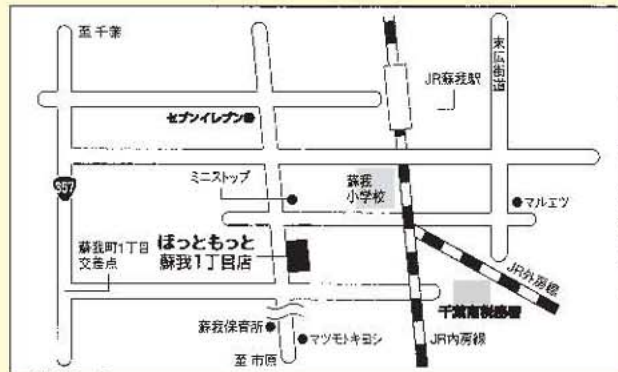 至 千葉
末広街道
JR蘇我駅
セブンイレブン
357
ミニストップ
蘇我
小学校
マルエツ
蘇我町1丁目
交差点
ほっともっと
蘇我1丁目店
JR外房線
千葉南税務署
蘇我保育所
マツモトキヨシ
JR内房線
至 市原